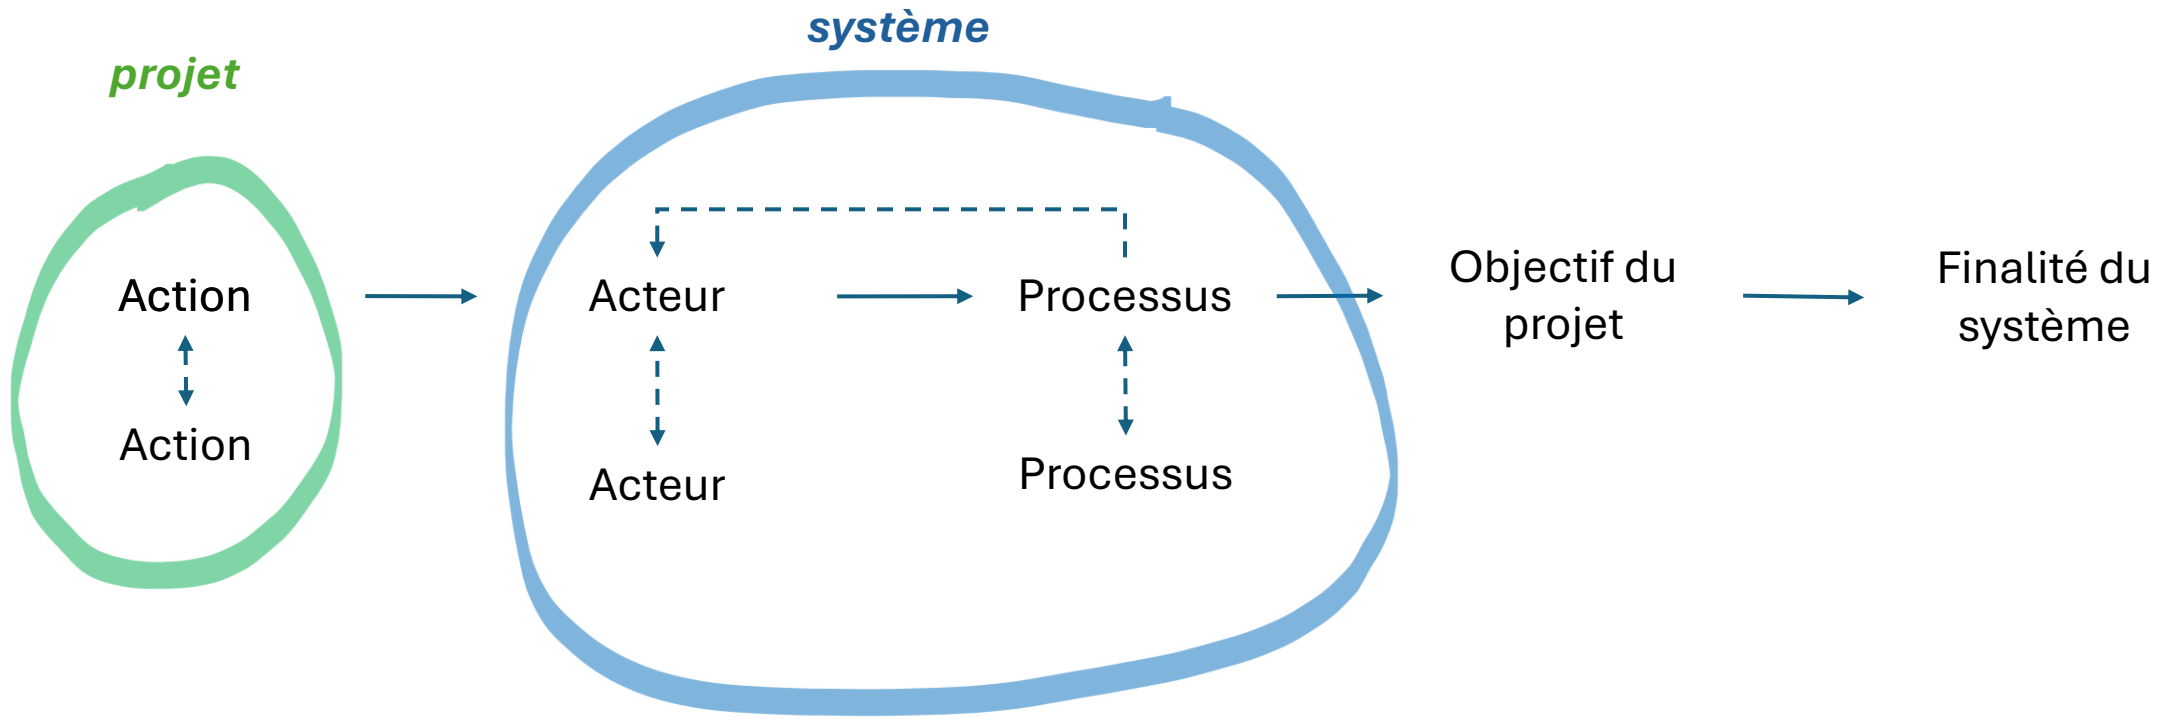 système
projet
Action
Acteur
Processus
Objectif du
projet
Finalité du
système
Action
Acteur
Processus